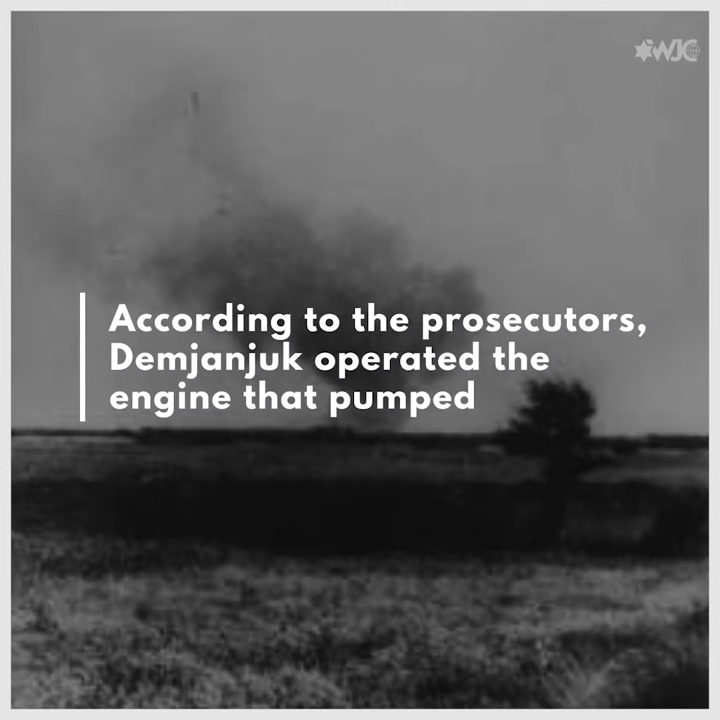 WJC
According to the prosecutors,
Demjanjuk operated the
engine that pumped